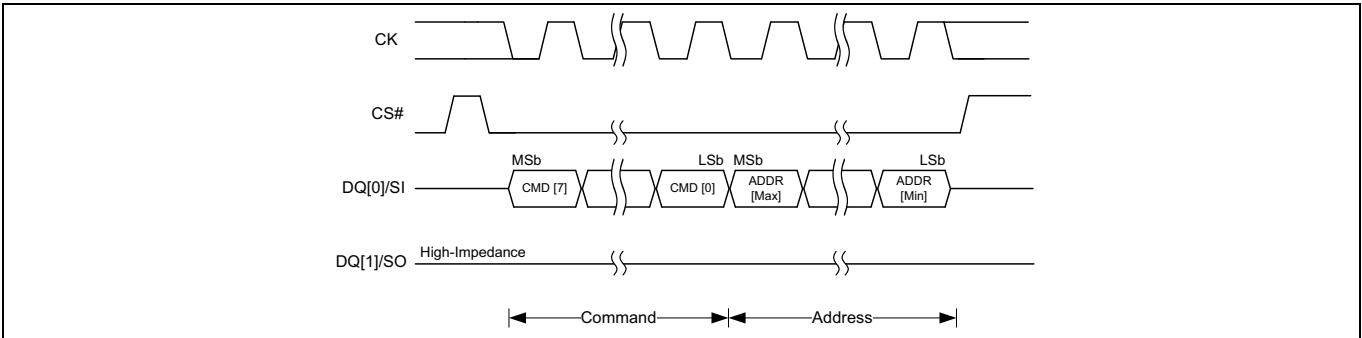 CK
CS#
MSb LSb MSb LSb
DQ[0]/SI CMD [7] CMD [0] ADDR [Max] ADDR [Min]
High-Impedance
DQ[1]/SO
Command Address